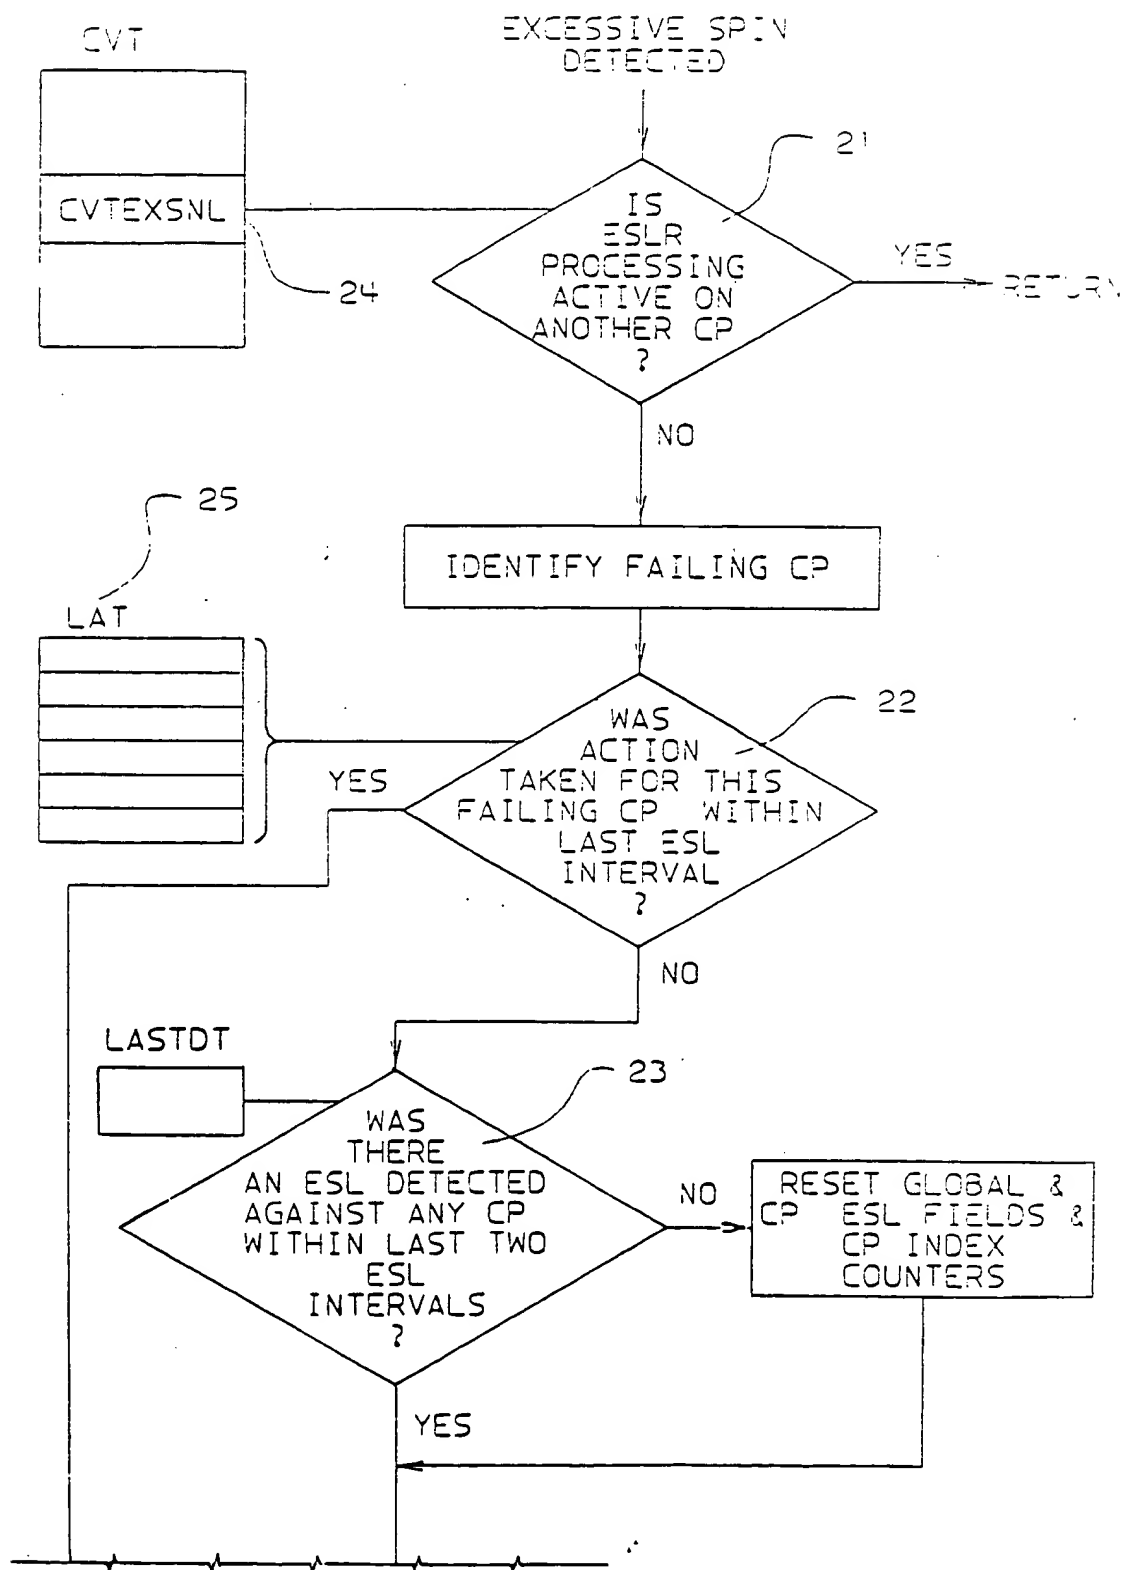 CVT
EXCESSIVE SPIN
DETECTED
21
CVTEXSNL
24
IS
ESLR
PROCESSING
ACTIVE ON
ANOTHER CP
?
YES
RETURN
NO
25
LAT
IDENTIFY FAILING CP
22
WAS
ACTION
TAKEN FOR THIS
FAILING CP WITHIN
LAST ESL
INTERVAL
?
YES
NO
LASTDT
23
WAS
THERE
AN ESL DETECTED
AGAINST ANY CP
WITHIN LAST TWO
ESL
INTERVALS
?
NO
RESET GLOBAL &
CP ESL FIELDS &
CP INDEX
COUNTERS
YES